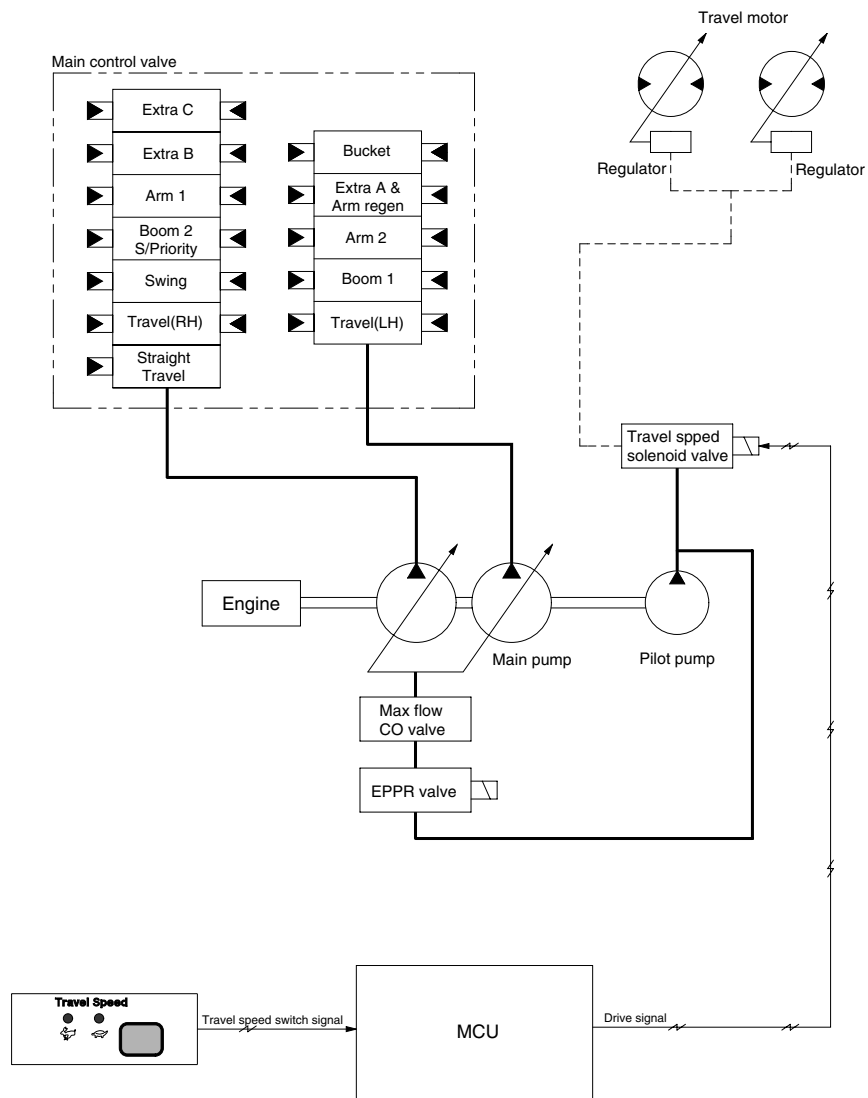 Travel motor
Main control valve
Extra C
Extra B
Arm 1
Boom 2
S/Priority
Swing
Travel(RH)
Straight
Travel
Bucket
Extra A &
Arm regen
Arm 2
Boom 1
Travel(LH)
Regulator
Regulator
Travel spped
solenoid valve
Engine
Main pump
Pilot pump
Max flow
CO valve
EPPR valve
Travel Speed
Travel speed switch signal
MCU
Drive signal